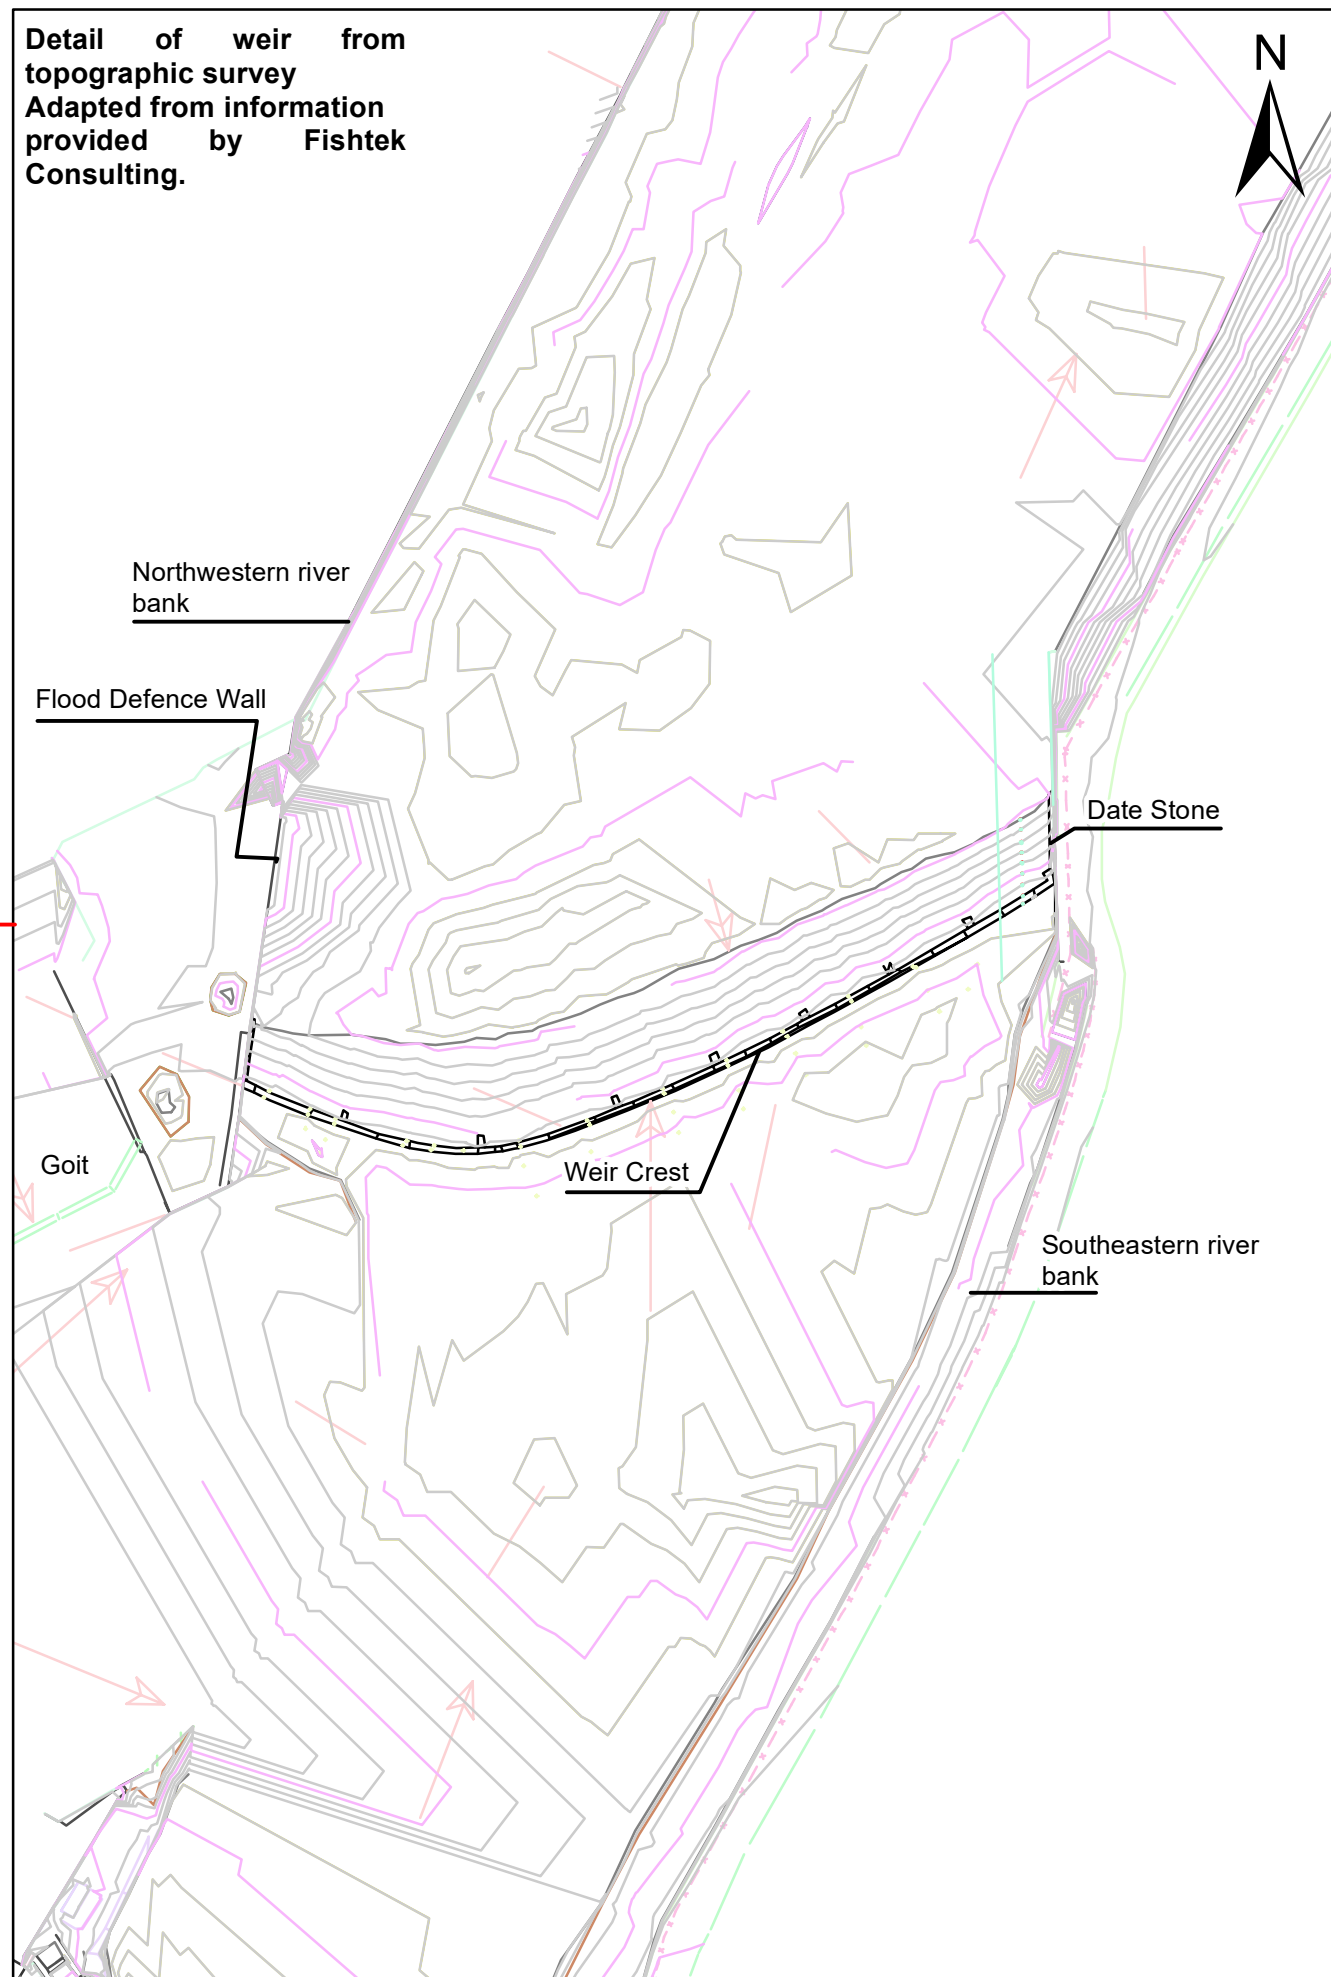 Detail of weir from
topographic survey
Adapted from information
provided by Fishtek
Consulting.
N
Northwestern river
bank
Flood Defence Wall
Date Stone
Goit
Weir Crest
Southeastern river
bank